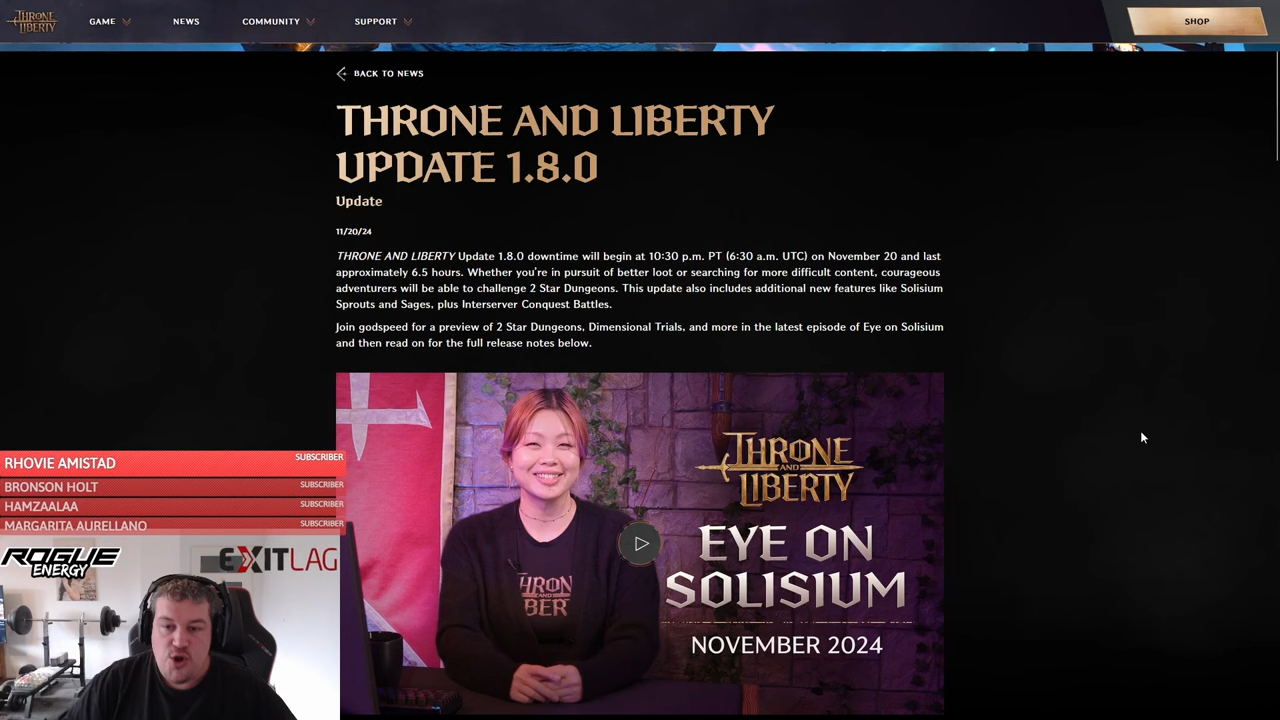 THRONE AND LIBERTY
GAME
NEWS
COMMUNITY
SUPPORT
SHOP
BACK TO NEWS
THRONE AND LIBERTY
UPDATE 1.8.0
Update
11/20/24
THRONE AND LIBERTY Update 1.8.0 downtime will begin at 10:30 p.m. PT (6:30 a.m. UTC) on November 20 and last
approximately 6.5 hours. Whether you're in pursuit of better loot or searching for more difficult content, courageous
adventurers will be able to challenge 2 Star Dungeons. This update also includes additional new features like Solisium
Sprouts and Sages, plus Interserver Conquest Battles.
Join godspeed for a preview of 2 Star Dungeons, Dimensional Trials, and more in the latest episode of Eye on Solisium
and then read on for the full release notes below.
THRONE
AND
LIBERTY
EYE ON
SOLISIUM
NOVEMBER 2024
THRON
AND
BER
RHOVIE AMISTAD SUBSCRIBER
BRONSON HOLT SUBSCRIBER
HAMZAALAA SUBSCRIBER
MARGARITA AURELLANO SUBSCRIBER
ROGUE
ENERGY
EXITLAG